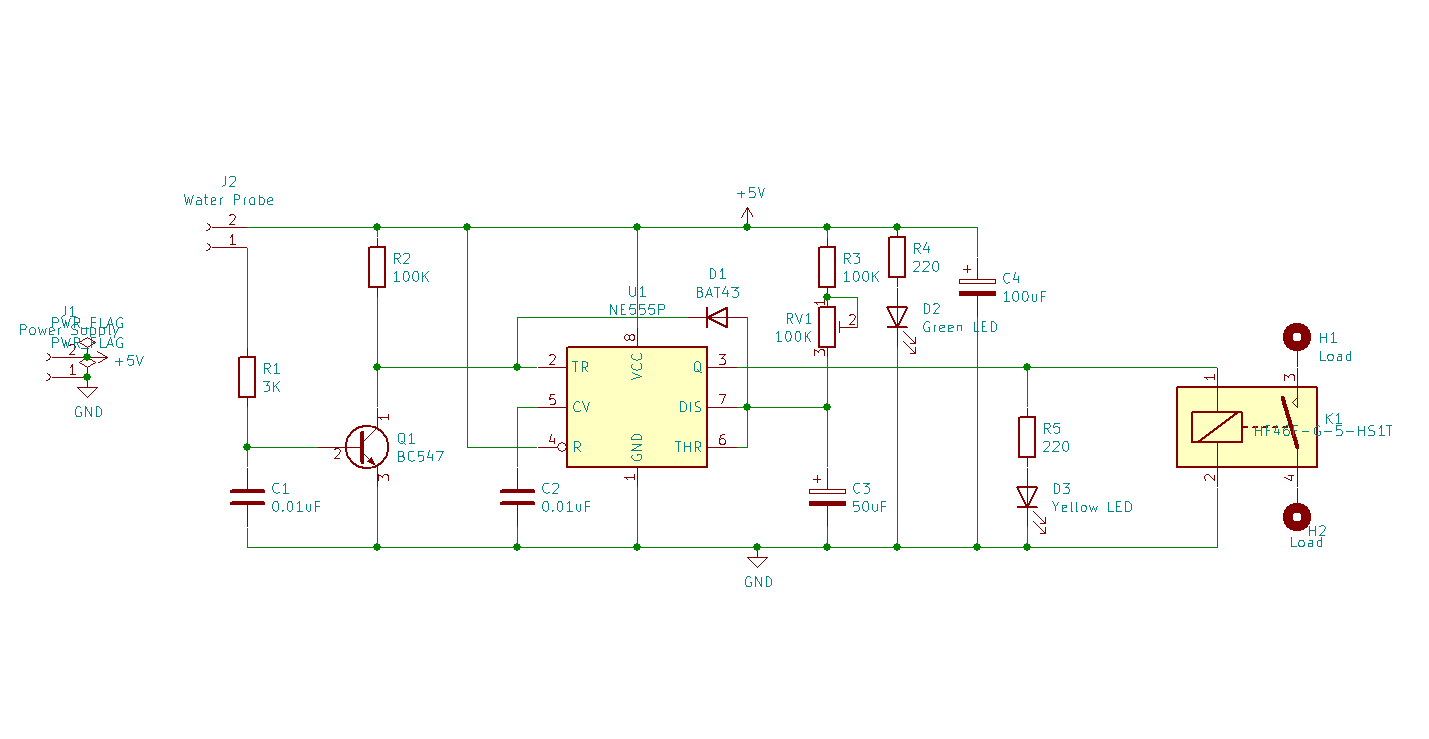 J2
Water Probe
2
1
+5V
R2
100K
R3
100K
R4
220
C4
100uF
D1
BAT43
U1
NE555P
D2
Green LED
RV1
100K
1
2
3
J1
Power Supply
PWR_FLAG
PWR_FLAG
2
1
+5V
GND
R1
3K
8
VCC
2
TR
5
CV
4
R
Q
3
DIS
7
THR
6
GND
1
H1
Load
1
3
K1
HF46F-G-5-HS1T
2
4
H2
Load
Q1
BC547
1
2
3
R5
220
C1
0.01uF
C2
0.01uF
C3
50uF
D3
Yellow LED
GND
+
+